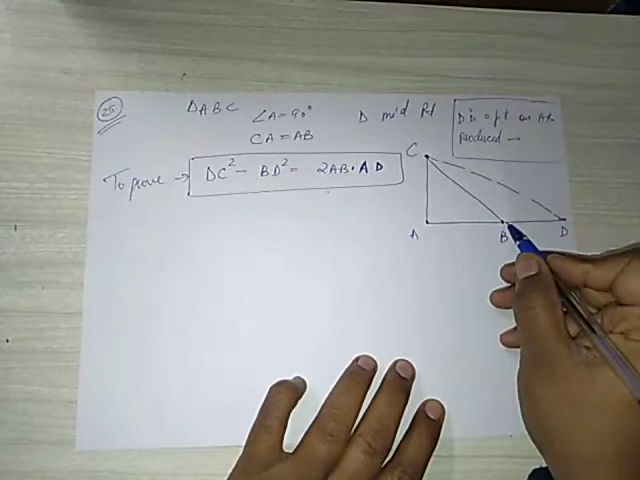 25
ΔABC ∠A = 90° D mid Pt
CA = AB
D is a pt on AB
produced →
To prove → DC² - BD² = 2AB·AD
C
A B D